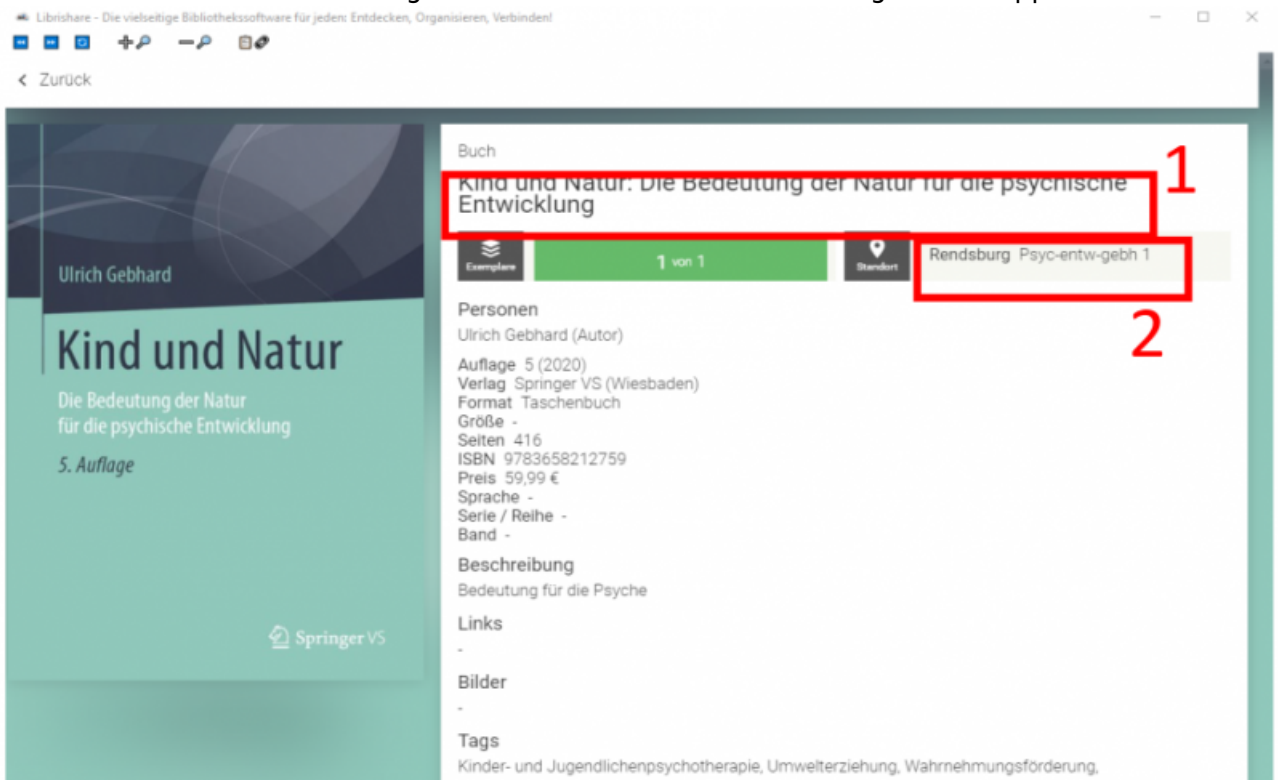 Librishare - Die vielseitige Bibliothekssoftware für jeden: Entdecken, Organisieren, Verbinden!
Zurück
Ulrich Gebhard
Kind und Natur
Die Bedeutung der Natur
für die psychische Entwicklung
5. Auflage
Springer VS
Buch
1
Kind und Natur: Die Bedeutung der Natur für die psychische
Entwicklung
Exemplare 1 von 1 Standort Rendsburg Psyc-entw-gebh 1
2
Personen
Ulrich Gebhard (Autor)
Auflage 5 (2020)
Verlag Springer VS (Wiesbaden)
Format Taschenbuch
Größe -
Seiten 416
ISBN 9783658212759
Preis 59,99 €
Sprache -
Serie / Reihe -
Band -
Beschreibung
Bedeutung für die Psyche
Links
-
Bilder
-
Tags
Kinder- und Jugendlichenpsychotherapie, Umwelterziehung, Wahrnehmungsförderung,